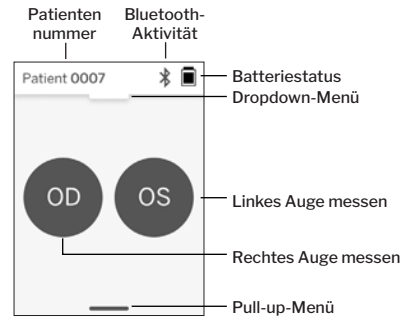 Patienten
nummer
Bluetooth-
Aktivität
Patient 0007
Batteriestatus
Dropdown-Menü
OD
OS
Linkes Auge messen
Rechtes Auge messen
Pull-up-Menü